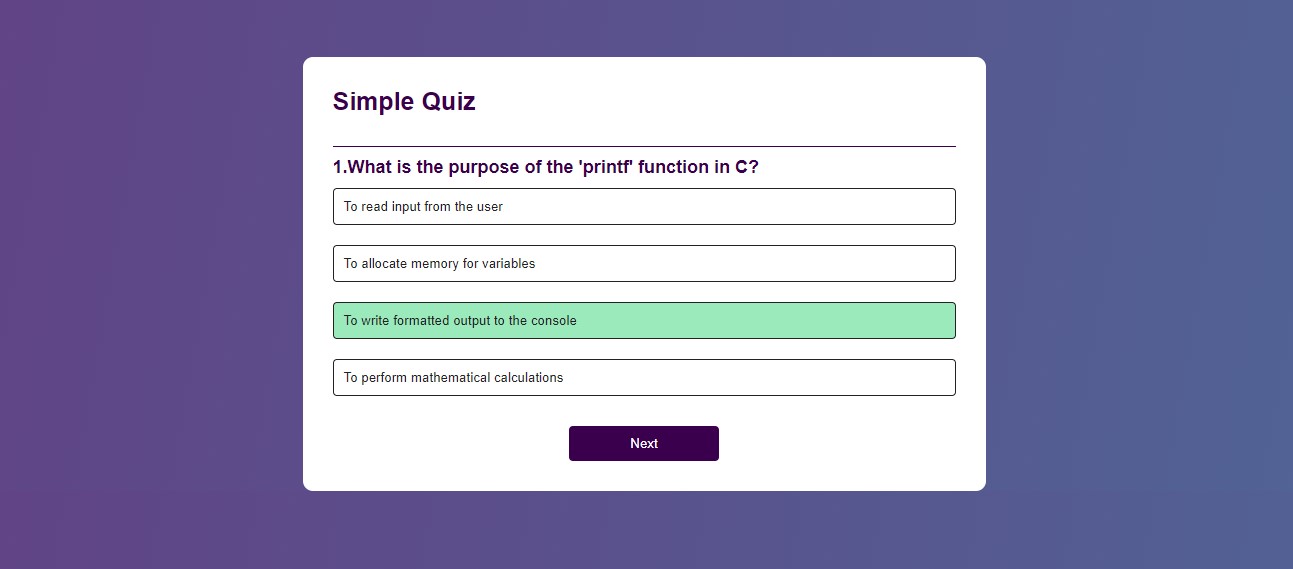 Simple Quiz
1.What is the purpose of the 'printf' function in C?
To read input from the user
To allocate memory for variables
To write formatted output to the console
To perform mathematical calculations
Next